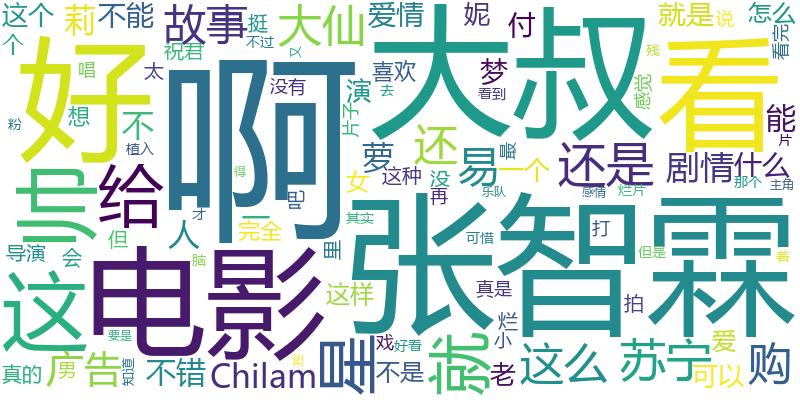 这个
个
莉
不能
故事
大仙
爱情
妮
付
就是
说
怎么
挺
祝君
不过
又
残
看完
好
啊
大叔
看
唱
太
没有
喜欢
梦
看到
感觉
想
不
演
片子
去
能
粉
植入
萝
还
易
最
还是
片
帅
给
剧情
什么
这种
没
一个
得
吧
女
再
乐队
感情
烂片
那个
主角
人
才
完全
其实
但
一
里
导演
会
脑
电影
张智霖
可惜
打
但是
善
这
这样
真是
拍
要是
戏
好看
烂
小
广告
真的
知道
不错
Chilam
星
不是
就
老
这么
苏宁
爱
可以
购